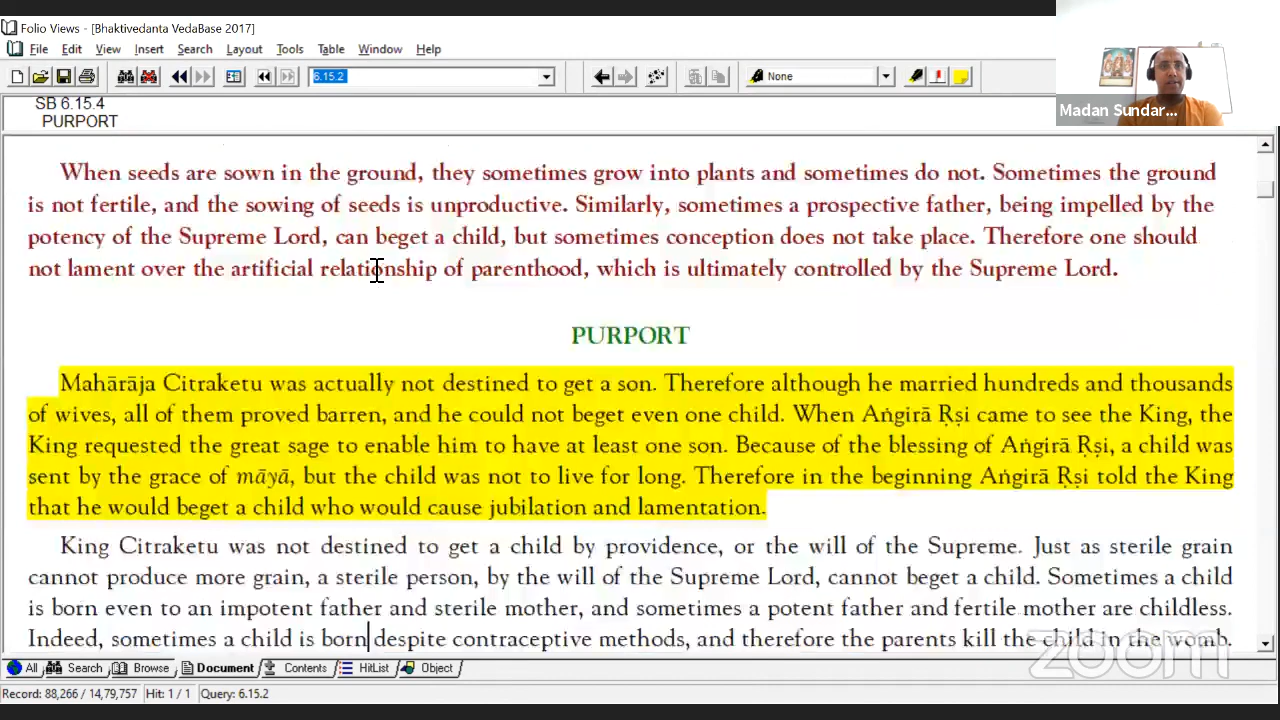 Folio Views - [Bhaktivedanta VedaBase 2017]
File Edit View Insert Search Layout Tools Table Window Help
6.15.2
None
Madan Sundar...
SB 6.15.4
PURPORT
When seeds are sown in the ground, they sometimes grow into plants and sometimes do not. Sometimes the ground
is not fertile, and the sowing of seeds is unproductive. Similarly, sometimes a prospective father, being impelled by the
potency of the Supreme Lord, can beget a child, but sometimes conception does not take place. Therefore one should
not lament over the artificial relationship of parenthood, which is ultimately controlled by the Supreme Lord.
PURPORT
Mahārāja Citraketu was actually not destined to get a son. Therefore although he married hundreds and thousands
of wives, all of them proved barren, and he could not beget even one child. When Aṅgirā Ṛṣi came to see the King, the
King requested the great sage to enable him to have at least one son. Because of the blessing of Aṅgirā Ṛṣi, a child was
sent by the grace of māyā, but the child was not to live for long. Therefore in the beginning Aṅgirā Ṛṣi told the King
that he would beget a child who would cause jubilation and lamentation.
King Citraketu was not destined to get a child by providence, or the will of the Supreme. Just as sterile grain
cannot produce more grain, a sterile person, by the will of the Supreme Lord, cannot beget a child. Sometimes a child
is born even to an impotent father and sterile mother, and sometimes a potent father and fertile mother are childless.
Indeed, sometimes a child is born despite contraceptive methods, and therefore the parents kill the child in the womb.
zoom
All Search Browse Document Contents HitList Object
Record: 88,266 / 14,79,757 Hit: 1 / 1 Query: 6.15.2